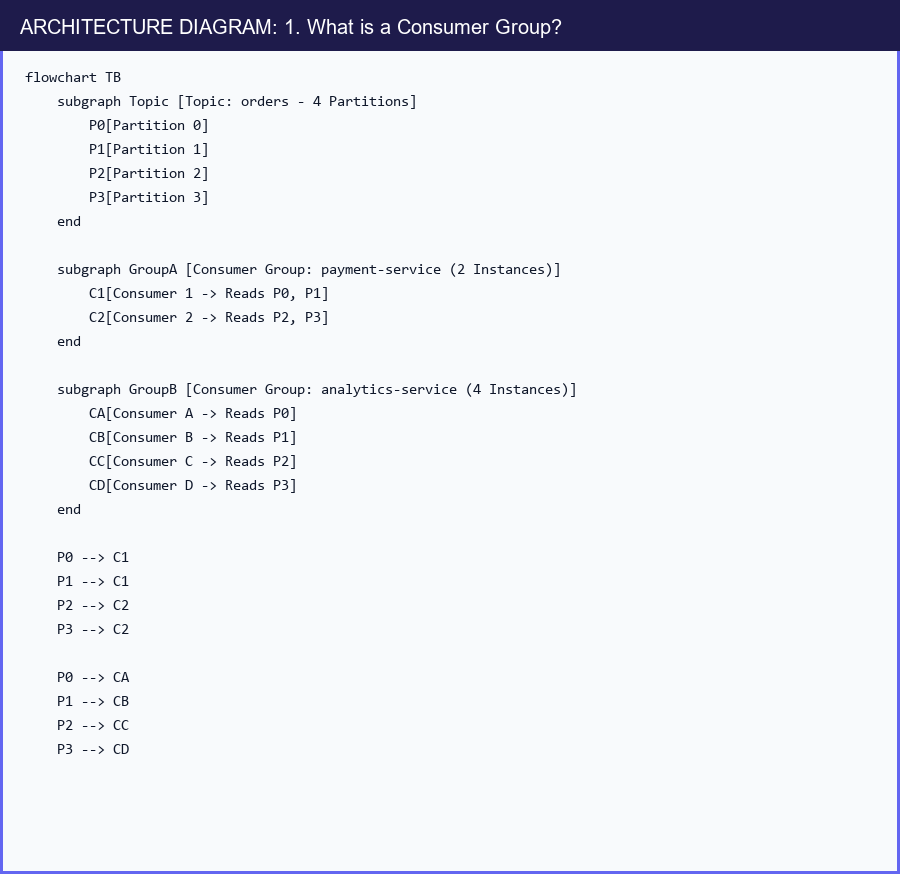 ARCHITECTURE DIAGRAM: 1. What is a Consumer Group?
flowchart TB
    subgraph Topic [Topic: orders - 4 Partitions]
        P0[Partition 0]
        P1[Partition 1]
        P2[Partition 2]
        P3[Partition 3]
    end

    subgraph GroupA [Consumer Group: payment-service (2 Instances)]
        C1[Consumer 1 -> Reads P0, P1]
        C2[Consumer 2 -> Reads P2, P3]
    end

    subgraph GroupB [Consumer Group: analytics-service (4 Instances)]
        CA[Consumer A -> Reads P0]
        CB[Consumer B -> Reads P1]
        CC[Consumer C -> Reads P2]
        CD[Consumer D -> Reads P3]
    end

    P0 --> C1
    P1 --> C1
    P2 --> C2
    P3 --> C2

    P0 --> CA
    P1 --> CB
    P2 --> CC
    P3 --> CD